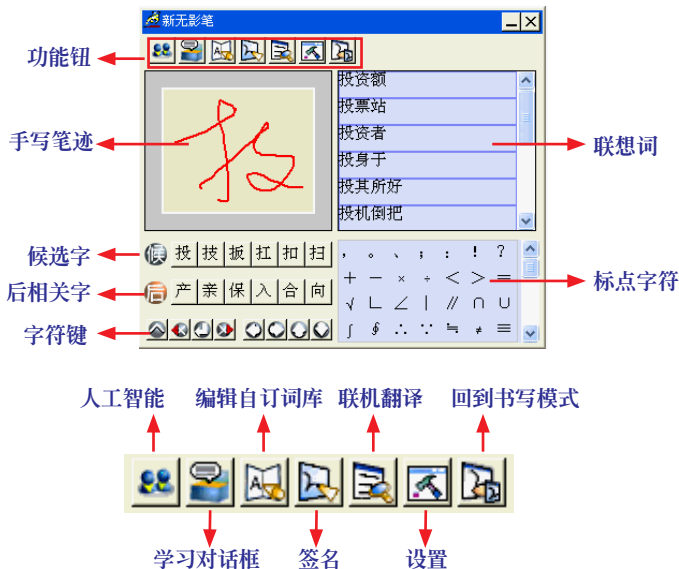 新无影笔
功能钮
手写笔迹
投资额
投票站
投资者
投身于
投其所好
投机倒把
联想词
候选字
候 投 技 扳 扛 扣 扫
， 。 、 ； ： ！ ？
后相关字
后 产 亲 保 入 合 向
＋ － × ÷ ＜ ＞ ＝
标点字符
√ ∟ ∠ ｜ ∥ ∩ ∪
字符键
∫ ∮ ∴ ∵ ≒ ≠ ≡
人工智能 编辑自订词库 联机翻译 回到书写模式
学习对话框 签名 设置